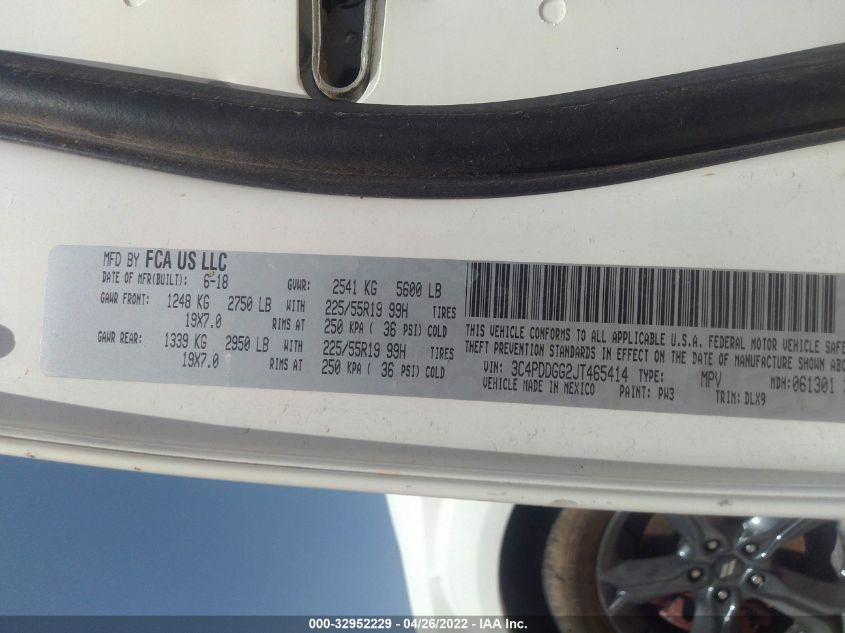 MFD BY FCA US LLC
DATE OF MFR(BUILT): 6-18 GVWR: 2541 KG 5600 LB
GAWR FRONT: 1248 KG 2750 LB WITH 225/55R19 99H TIRES
19X7.0 RIMS AT 250 KPA ( 36 PSI) COLD
GAWR REAR: 1339 KG 2950 LB WITH 225/55R19 99H TIRES
19X7.0 RIMS AT 250 KPA ( 36 PSI) COLD
THIS VEHICLE CONFORMS TO ALL APPLICABLE U.S.A. FEDERAL MOTOR VEHICLE
THEFT PREVENTION STANDARDS IN EFFECT ON THE DATE OF MANUFACTURE SHOWN
VIN: 3C4PDDGG2JT465414 TYPE: MPV MDH: 061301
VEHICLE MADE IN MEXICO PAINT: PW3 TRIM: DLX9
000-32952229 - 04/26/2022 - IAA Inc.